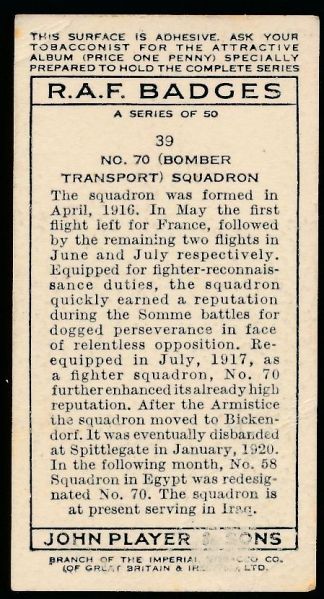 THIS SURFACE IS ADHESIVE. ASK YOUR
TOBACCONIST FOR THE ATTRACTIVE
ALBUM (PRICE ONE PENNY) SPECIALLY
PREPARED TO HOLD THE COMPLETE SERIES
R.A.F. BADGES
A SERIES OF 50
39
NO. 70 (BOMBER
TRANSPORT) SQUADRON
The squadron was formed in
April, 1916. In May the first
flight left for France, followed
by the remaining two flights in
June and July respectively.
Equipped for fighter-reconnais-
sance duties, the squadron
quickly earned a reputation
during the Somme battles for
dogged perseverance in face
of relentless opposition. Re-
equipped in July, 1917, as
a fighter squadron, No. 70
further enhanced its already high
reputation. After the Armistice
the squadron moved to Bicken-
dorf. It was eventually disbanded
at Spittlegate in January, 1920.
In the following month, No. 58
Squadron in Egypt was redesig-
nated No. 70. The squadron is
at present serving in Iraq.
JOHN PLAYER & SONS
BRANCH OF THE IMPERIAL TOBACCO CO.
(OF GREAT BRITAIN & IRELAND), LTD.